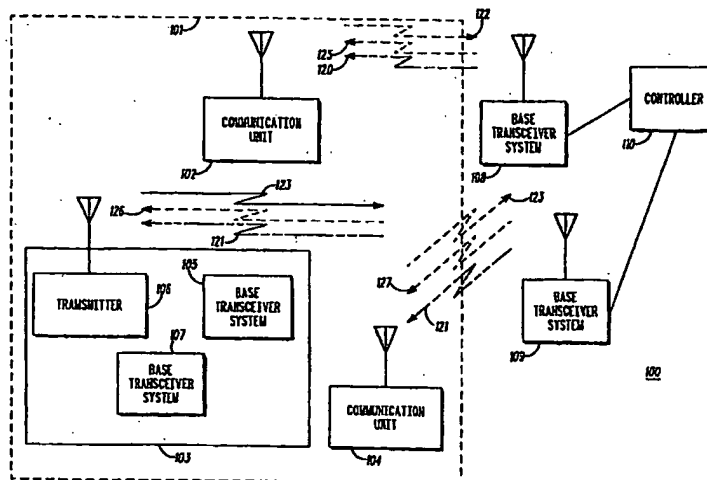 101
122
125
120
COMMUNICATION
UNIT
102
BASE
TRANSCEIVER
SYSTEM
108
CONTROLLER
110
123
126
121
123
127
121
TRANSMITTER
106
105
BASE
TRANSCEIVER
SYSTEM
107
BASE
TRANSCEIVER
SYSTEM
103
COMMUNICATION
UNIT
104
BASE
TRANSCEIVER
SYSTEM
109
100